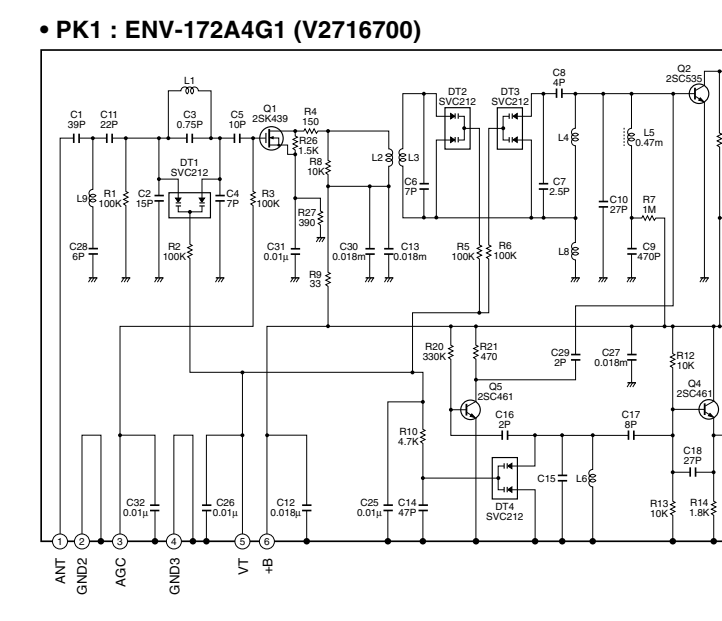 • PK1 : ENV-172A4G1 (V2716700)
L1
C1
39P
C11
22P
C3
0.75P
C5
10P
Q1
2SK439
R4
150
R26
1.5K
R8
10K
DT2
SVC212
DT3
SVC212
C8
4P
Q2
2SC535
DT1
SVC212
L2
L3
L4
L5
0.47m
L9
R1
100K
C2
15P
C4
7P
R3
100K
R27
390
C6
7P
C7
2.5P
C10
27P
R7
1M
C28
6P
R2
100K
C31
0.01µ
C30
0.018m
C13
0.018m
R5
100K
R6
100K
L8
C9
470P
R9
33
R20
330K
R21
470
C29
2P
C27
0.018m
R12
10K
Q5
2SC461
Q4
2SC461
R10
4.7K
C16
2P
C17
8P
C18
27P
C15
L6
C32
0.01µ
C26
0.01µ
C12
0.018µ
C25
0.01µ
C14
47P
DT4
SVC212
R13
10K
R14
1.8K
1
2
3
4
5
6
ANT
GND2
AGC
GND3
VT
+B